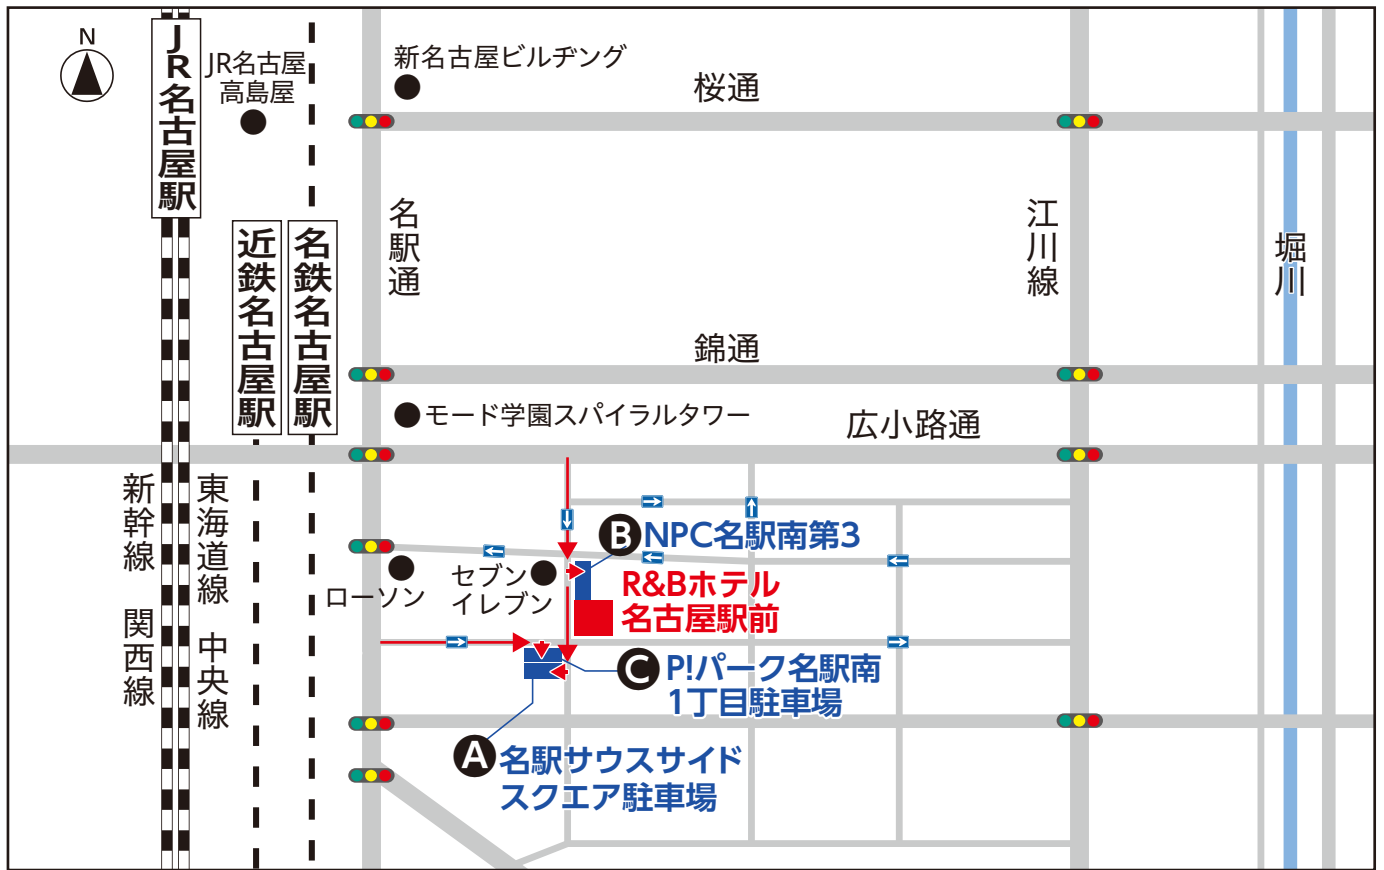 N
JR名古屋駅
JR名古屋
高島屋
新名古屋ビルヂング
桜通
名駅通
江川線
堀川
近鉄名古屋駅
名鉄名古屋駅
錦通
モード学園スパイラルタワー
広小路通
新幹線 関西線
東海道線 中央線
B NPC名駅南第3
ローソン
セブン
イレブン
R&Bホテル
名古屋駅前
C P!パーク名駅南
1丁目駐車場
A 名駅サウスサイド
スクエア駐車場